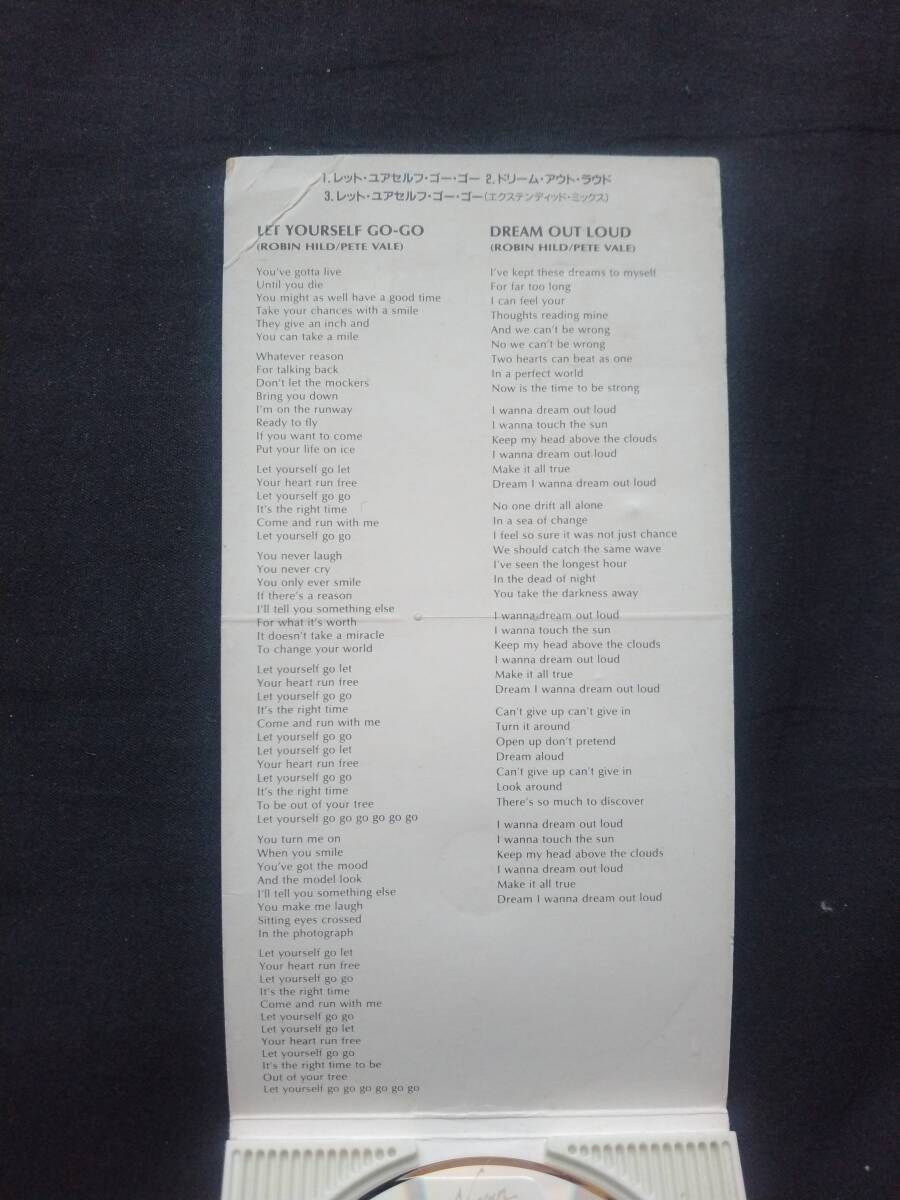 1.レット・ユアセルフ・ゴー・ゴー 2.ドリーム・アウト・ラウド
3.レット・ユアセルフ・ゴー・ゴー(エクステンディッド・ミックス)
LET YOURSELF GO-GO
(ROBIN HILD/PETE VALE)
You've gotta live
Until you die
You might as well have a good time
Take your chances with a smile
They give an inch and
You can take a mile
Whatever reason
For talking back
Don't let the mockers
Bring you down
I'm on the runway
Ready to fly
If you want to come
Put your life on ice
Let yourself go let
Your heart run free
Let yourself go go
It's the right time
Come and run with me
Let yourself go go
You never laugh
You never cry
You only ever smile
If there's a reason
I'll tell you something else
For what it's worth
It doesn't take a miracle
To change your world
Let yourself go let
Your heart run free
Let yourself go go
It's the right time
Come and run with me
Let yourself go go
Let yourself go let
Your heart run free
Let yourself go go
It's the right time
To be out of your tree
Let yourself go go go go go go
You turn me on
When you smile
You've got the mood
And the model look
I'll tell you something else
You make me laugh
Sitting eyes crossed
In the photograph
Let yourself go let
Your heart run free
Let yourself go go
It's the right time
Come and run with me
Let yourself go go
Let yourself go let
Your heart run free
Let yourself go go
It's the right time to be
Out of your tree
Let yourself go go go go go go
DREAM OUT LOUD
(ROBIN HILD/PETE VALE)
I've kept these dreams to myself
For far too long
I can feel your
Thoughts reading mine
And we can't be wrong
No we can't be wrong
Two hearts can beat as one
In a perfect world
Now is the time to be strong
I wanna dream out loud
I wanna touch the sun
Keep my head above the clouds
I wanna dream out loud
Make it all true
Dream I wanna dream out loud
No one drift all alone
In a sea of change
I feel so sure it was not just chance
We should catch the same wave
I've seen the longest hour
In the dead of night
You take the darkness away
I wanna dream out loud
I wanna touch the sun
Keep my head above the clouds
I wanna dream out loud
Make it all true
Dream I wanna dream out loud
Can't give up can't give in
Turn it around
Open up don't pretend
Dream aloud
Can't give up can't give in
Look around
There's so much to discover
I wanna dream out loud
I wanna touch the sun
Keep my head above the clouds
I wanna dream out loud
Make it all true
Dream I wanna dream out loud